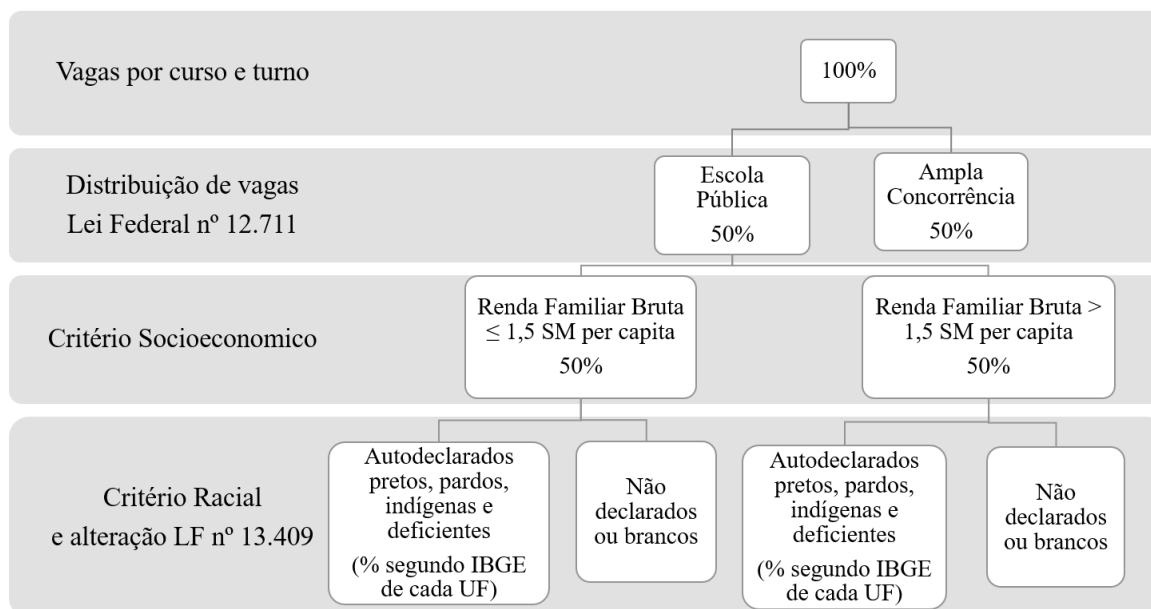 Vagas por curso e turno
100%
Distribuição de vagas
Lei Federal nº 12.711
Escola
Pública
50%
Ampla
Concorrência
50%
Critério Socioeconomico
Renda Familiar Bruta
≤ 1,5 SM per capita
50%
Renda Familiar Bruta >
1,5 SM per capita
50%
Critério Racial
e alteração LF nº 13.409
Autodeclarados
pretos, pardos,
indígenas e
deficientes
(% segundo IBGE
de cada UF)
Não
declarados
ou brancos
Autodeclarados
pretos, pardos,
indígenas e
deficientes
(% segundo IBGE
de cada UF)
Não
declarados
ou brancos